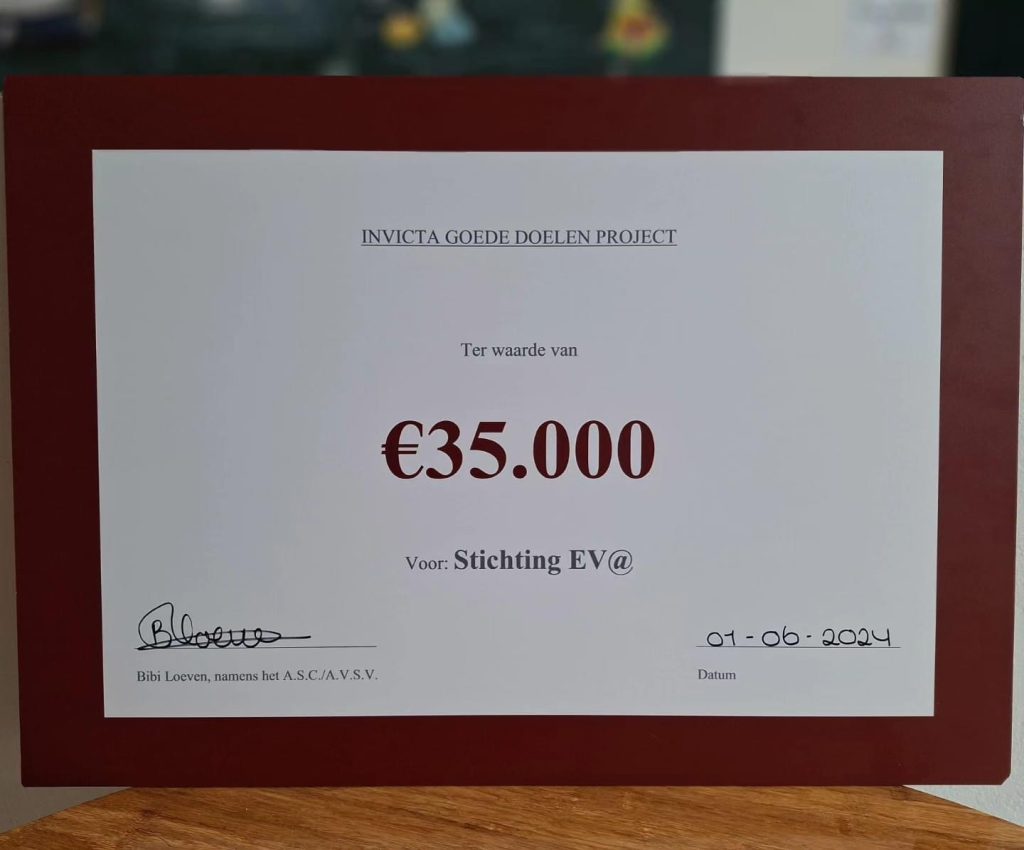 INVICTA GOEDE DOELEN PROJECT
Ter waarde van
€35.000
Voor: Stichting EV@
BLoeven
01-06-2024
Bibi Loeven, namens het A.S.C./A.V.S.V.
Datum